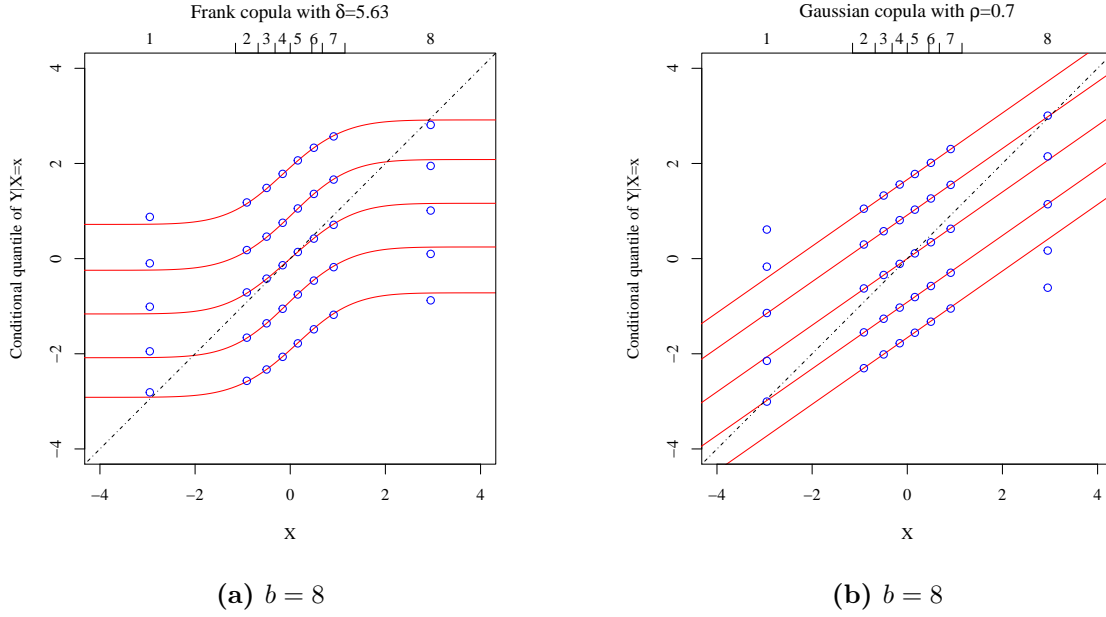 Frank copula with δ=5.63
1 2 3 4 5 6 7 8
Conditional quantile of Y|X=x
4
2
0
−2
−4
−4 −2 0 2 4
X
(a) b = 8
Gaussian copula with ρ=0.7
1 2 3 4 5 6 7 8
Conditional quantile of Y|X=x
4
2
0
−2
−4
−4 −2 0 2 4
X
(b) b = 8